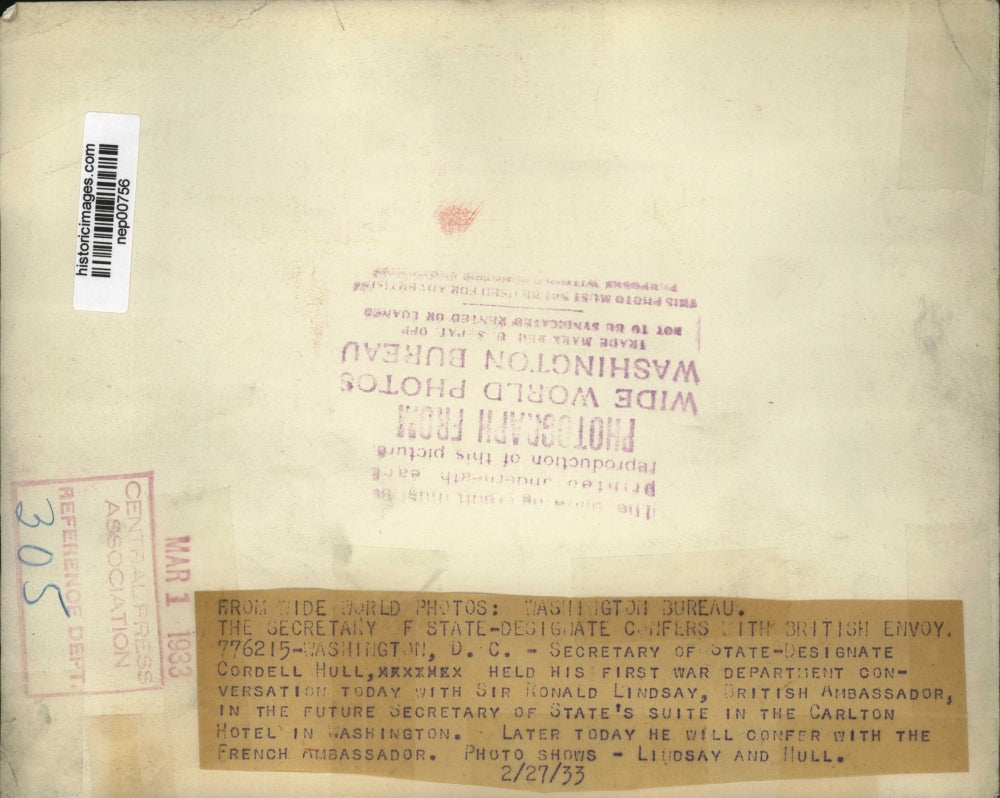 historicimages.com
nep00756
The
printed underneath each
reproduction of this picture.
PHOTOGRAPH FROM
WIDE WORLD PHOTOS
WASHINGTON BUREAU
TRADE MARK REG U. S. PAT. OFF
NOT TO BE SYNDICATED RENTED OR LOANED
THIS PHOTO MUST NOT BE USED FOR ADVERTISING
PURPOSES WITHOUT
CENTRAL PRESS
ASSOCIATION
REFERENCE DEPT.
305
MAR 1 1933
FROM WIDE WORLD PHOTOS: WASHINGTON BUREAU.
THE SECRETARY OF STATE-DESIGNATE CONFERS WITH BRITISH ENVOY.
776215-WASHINGTON, D. C. - SECRETARY OF STATE-DESIGNATE
CORDELL HULL, HELD HIS FIRST WAR DEPARTMENT CON-
VERSATION TODAY WITH SIR RONALD LINDSAY, BRITISH AMBASSADOR,
IN THE FUTURE SECRETARY OF STATE'S SUITE IN THE CARLTON
HOTEL IN WASHINGTON. LATER TODAY HE WILL CONFER WITH THE
FRENCH AMBASSADOR. PHOTO SHOWS - LINDSAY AND HULL.
2/27/33